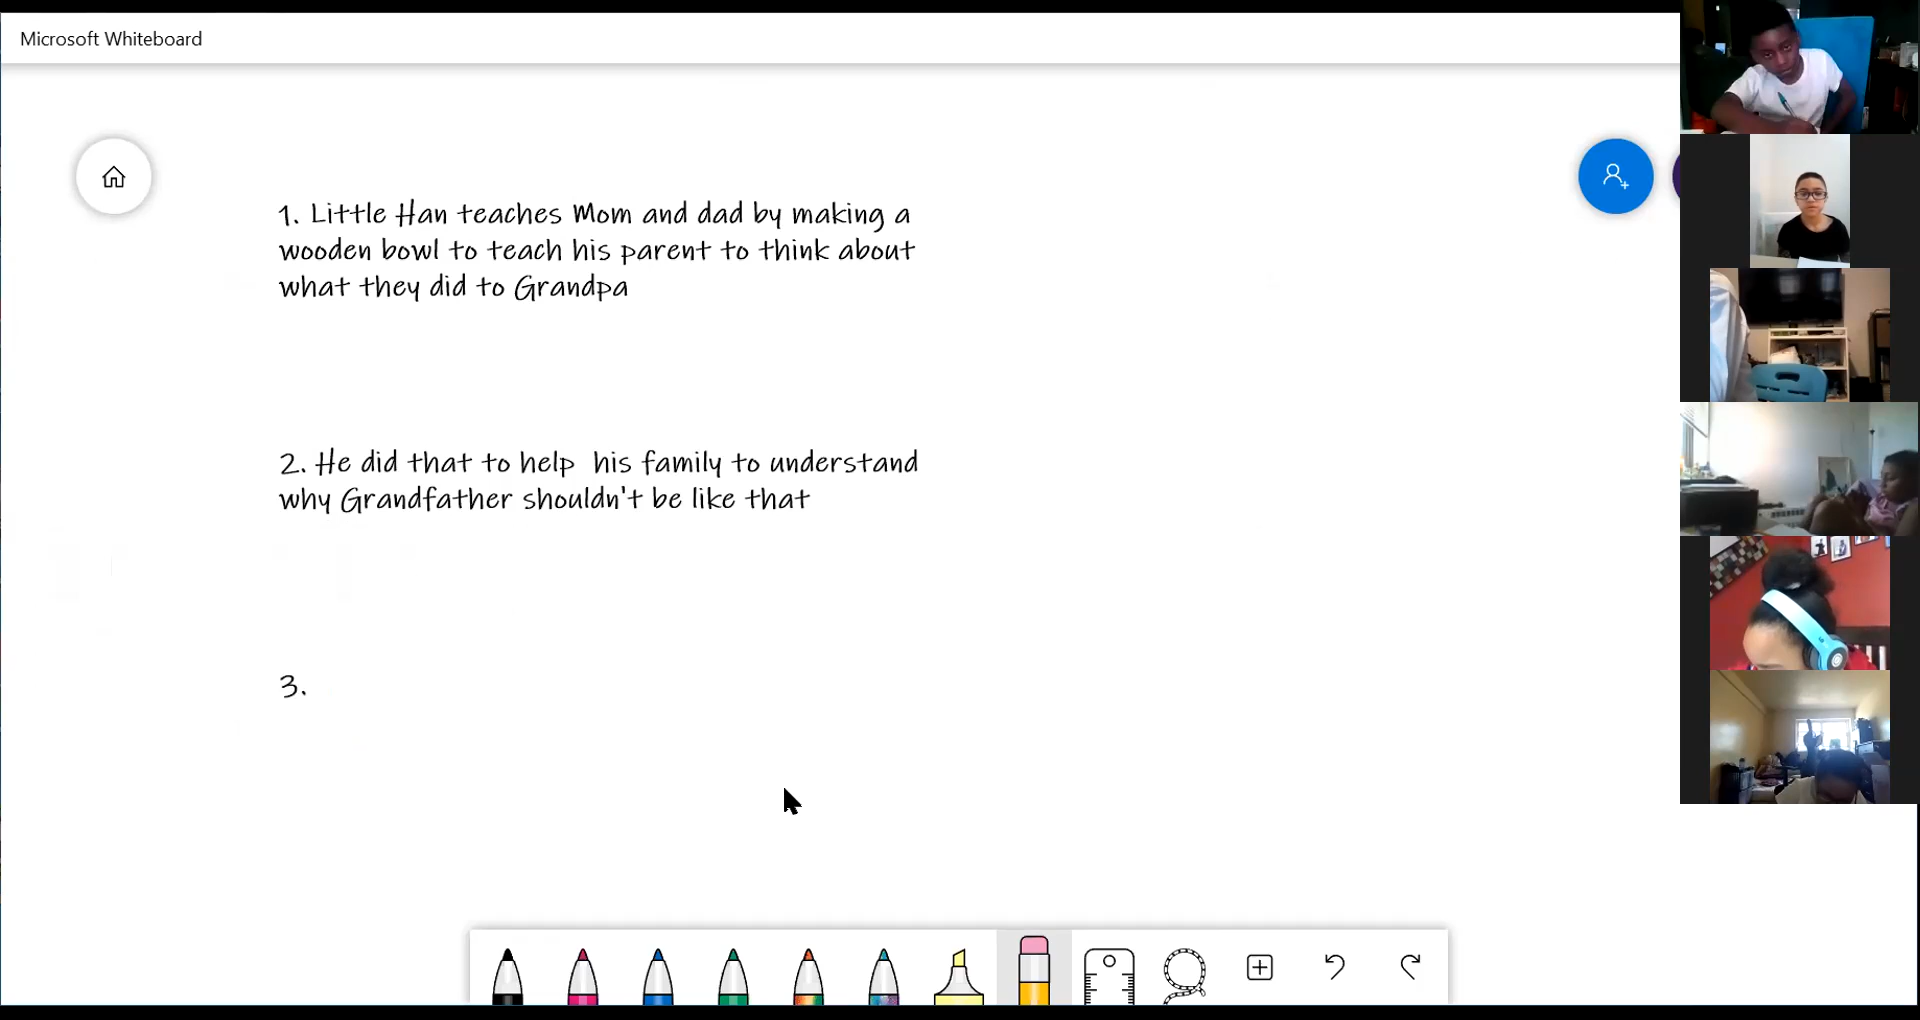 Microsoft Whiteboard
1. Little Han teaches Mom and dad by making a
wooden bowl to teach his parent to think about
what they did to Grandpa
2. He did that to help his family to understand
why Grandfather shouldn't be like that
3.